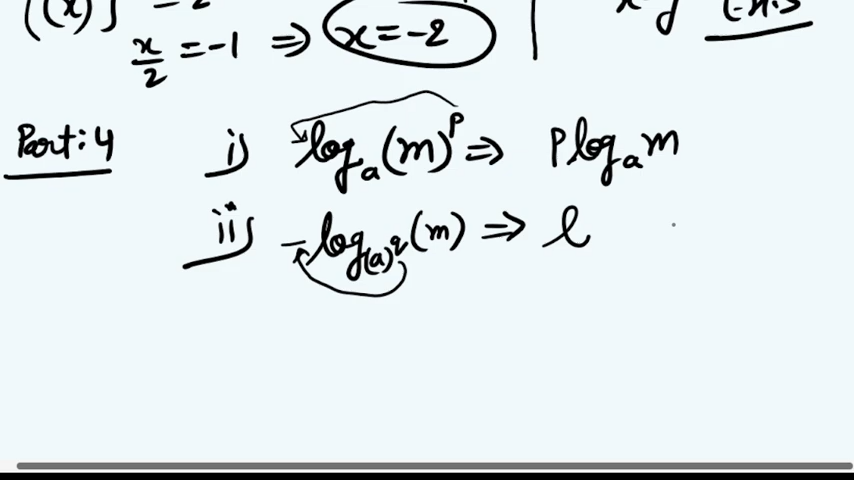 x/2 = -1 ⇒ x = -2
Part: 4 i) log_a (m)^p ⇒ p log_a m
ii) - log_(a)^q (m) ⇒ l